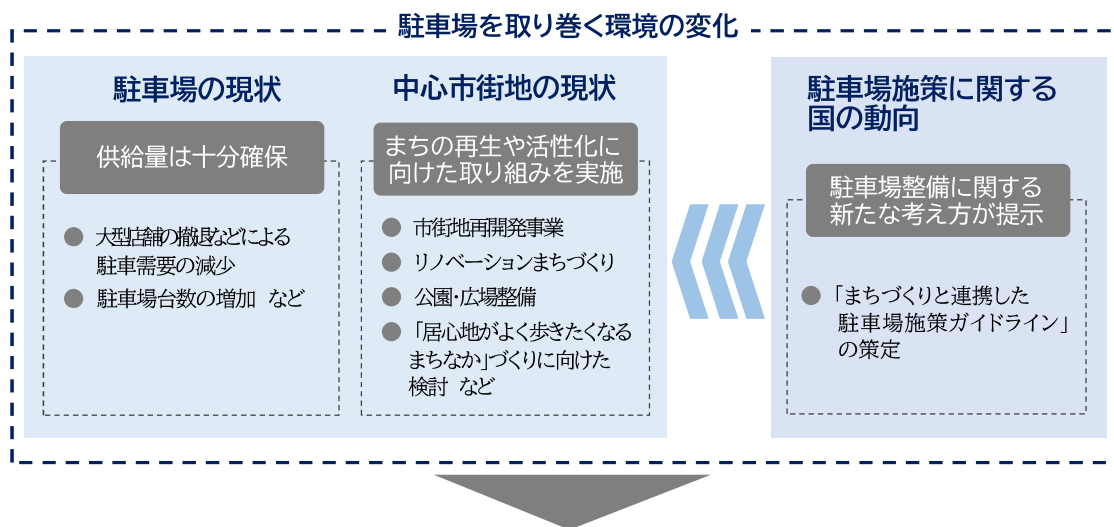 駐車場を取り巻く環境の変化
駐車場の現状
供給量は十分確保
大型店舗の撤退などによる
駐車需要の減少
駐車場台数の増加 など
中心市街地の現状
まちの再生や活性化に
向けた取り組みを実施
市街地再開発事業
リノベーションまちづくり
公園・広場整備
「居心地がよく歩きたくなる
まちなか」づくりに向けた
検討 など
駐車場施策に関する
国の動向
駐車場整備に関する
新たな考え方が提示
「まちづくりと連携した
駐車場施策ガイドライン」
の策定